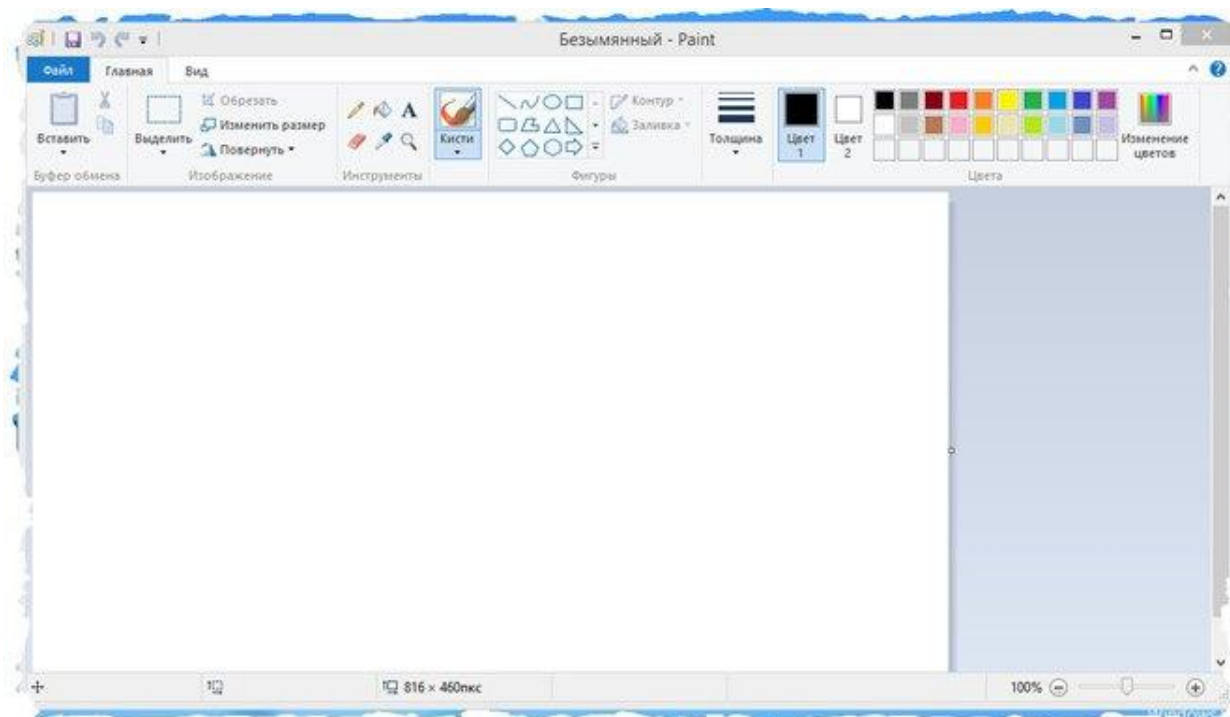 Безымянный - Paint
Файл Главная Вид
Вставить
Буфер обмена
Выделить
Обрезать
Изменить размер
Повернуть
Изображение
A
Инструменты
Кисти
Контур
Заливка
Фигуры
Толщина
Цвет
1
Цвет
2
Изменение
цветов
Цвета
816 × 460пкс
100%
Windows